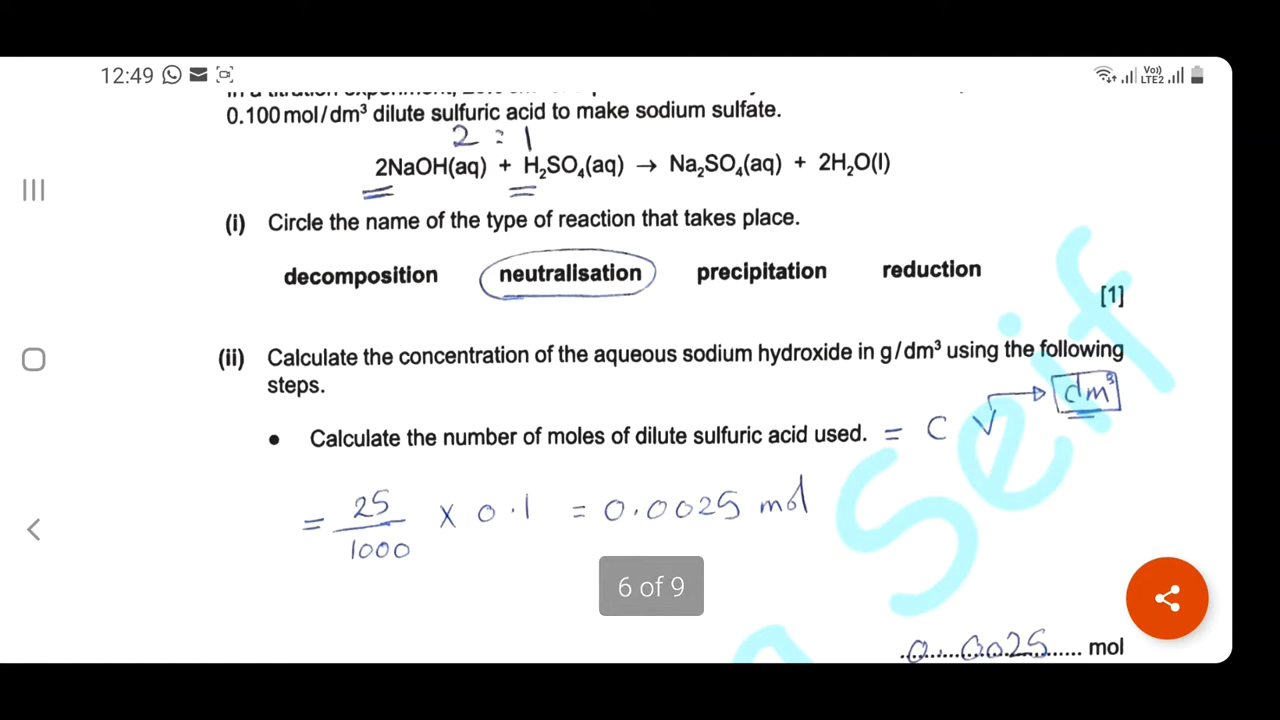 12:49
Vo)) LTE2
0.100 mol/dm³ dilute sulfuric acid to make sodium sulfate.
2 : 1
2NaOH(aq) + H₂SO₄(aq) → Na₂SO₄(aq) + 2H₂O(l)
(i) Circle the name of the type of reaction that takes place.
decomposition neutralisation precipitation reduction
[1]
(ii) Calculate the concentration of the aqueous sodium hydroxide in g/dm³ using the following
steps.
dm³
• Calculate the number of moles of dilute sulfuric acid used. = C V
= 25/1000 × 0.1 = 0.0025 mol
6 of 9
0.0025 mol
Seif